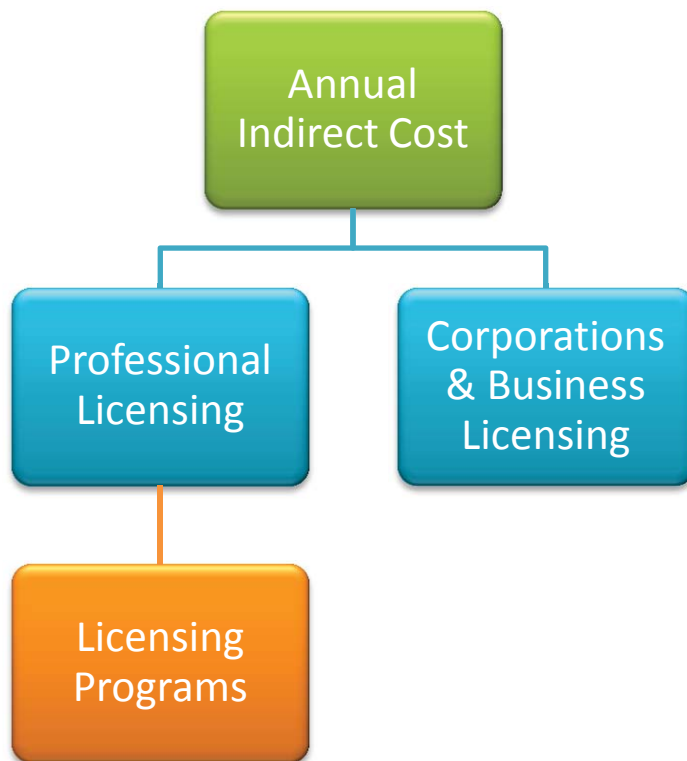 Annual
Indirect Cost
Professional
Licensing
Corporations
& Business
Licensing
Licensing
Programs